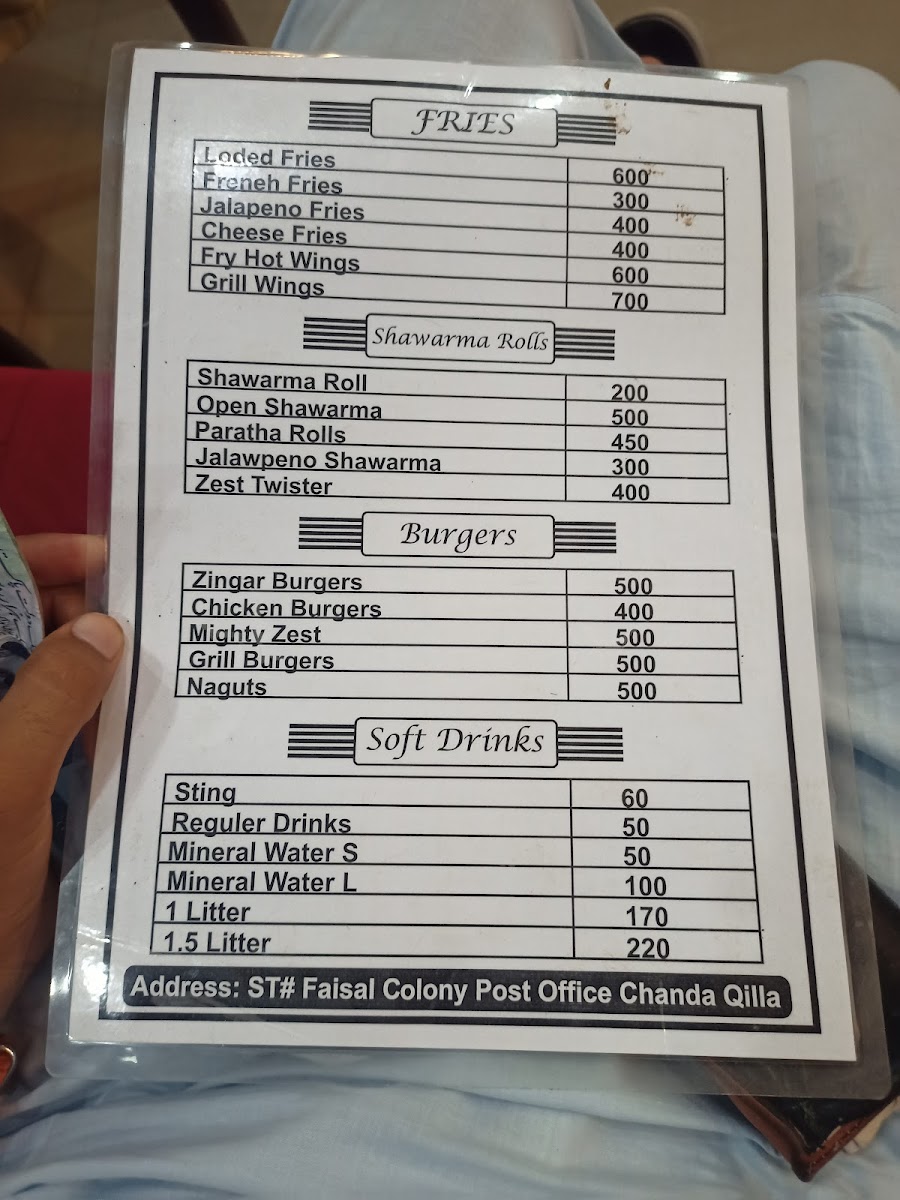 FRIES
Loded Fries 600
Freneh Fries 300
Jalapeno Fries 400
Cheese Fries 400
Fry Hot Wings 600
Grill Wings 700
Shawarma Rolls
Shawarma Roll 200
Open Shawarma 500
Paratha Rolls 450
Jalawpeno Shawarma 300
Zest Twister 400
Burgers
Zingar Burgers 500
Chicken Burgers 400
Mighty Zest 500
Grill Burgers 500
Naguts 500
Soft Drinks
Sting 60
Reguler Drinks 50
Mineral Water S 50
Mineral Water L 100
1 Litter 170
1.5 Litter 220
Address: ST# Faisal Colony Post Office Chanda Qilla